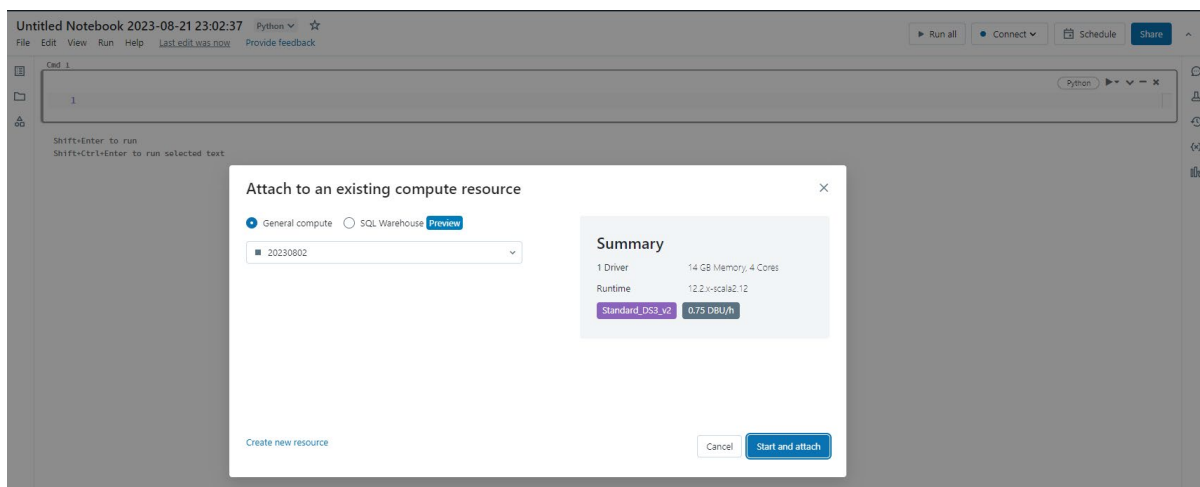 Untitled Notebook 2023-08-21 23:02:37 Python
File Edit View Run Help Last edit was now Provide feedback
Run all Connect Schedule Share
Cmd 1
Python
1
Shift+Enter to run
Shift+Ctrl+Enter to run selected text
Attach to an existing compute resource
General compute SQL Warehouse Preview
20230802
Summary
1 Driver 14 GB Memory, 4 Cores
Runtime 12.2.x-scala2.12
Standard_DS3_v2 0.75 DBU/h
Create new resource
Cancel Start and attach